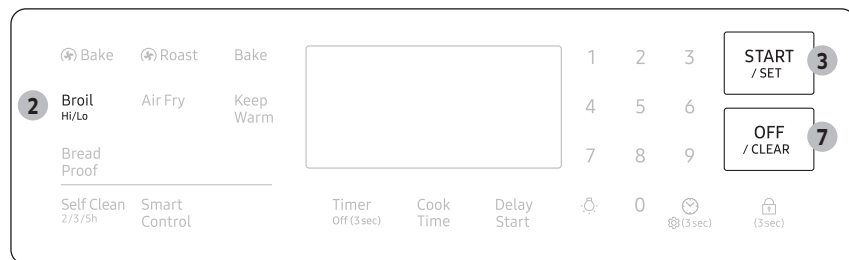 Bake Roast Bake 1 2 3 START 3
/ SET
2 Broil Air Fry Keep 4 5 6
Hi/Lo Warm
OFF 7
/ CLEAR
Bread 7 8 9
Proof
Self Clean Smart Timer Cook Delay 0
2/3/5h Control Off (3 sec) Time Start (3 sec) (3 sec)